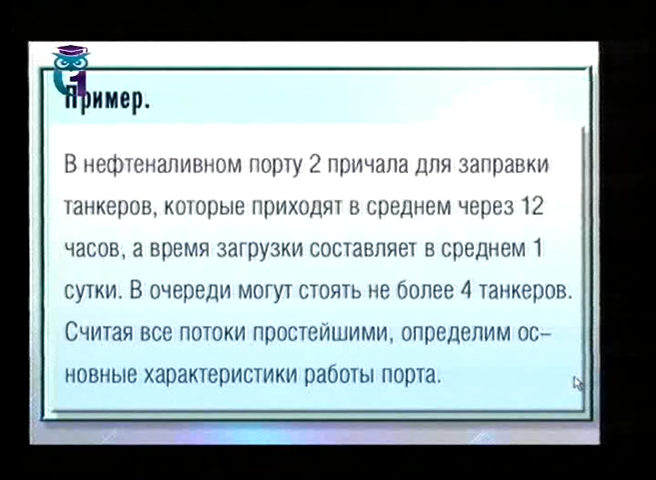 1
Пример.
В нефтеналивном порту 2 причала для заправки
танкеров, которые приходят в среднем через 12
часов, а время загрузки составляет в среднем 1
сутки. В очереди могут стоять не более 4 танкеров.
Считая все потоки простейшими, определим ос–
новные характеристики работы порта.